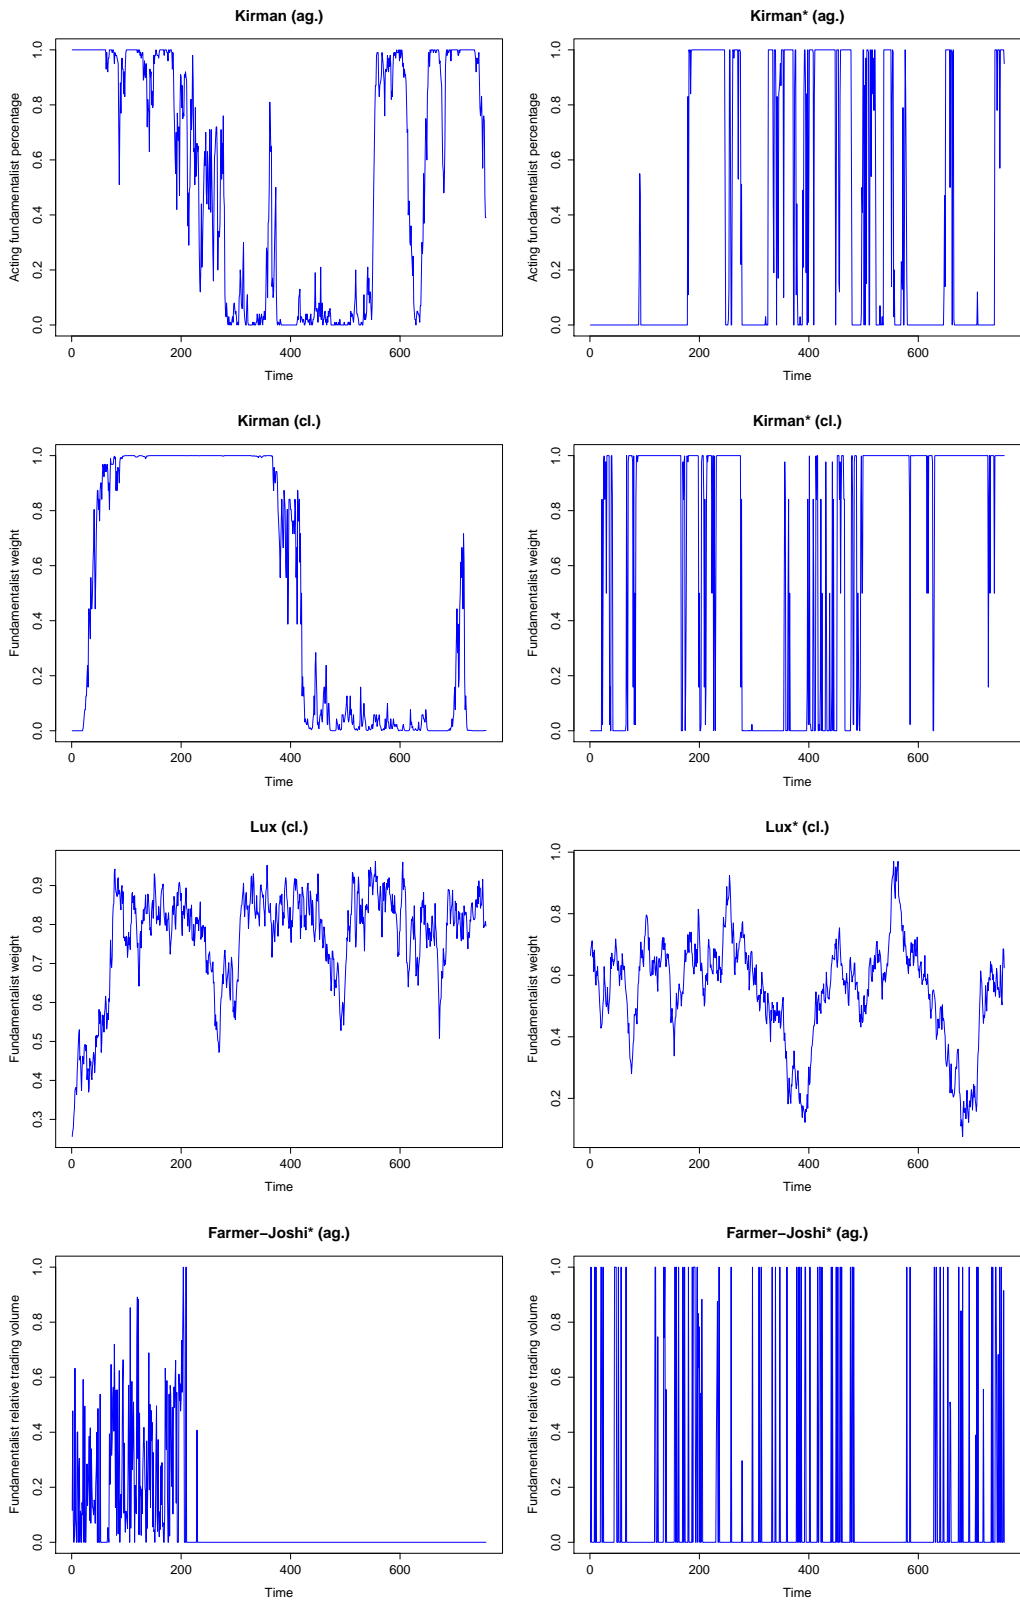 Kirman (ag.)
Acting fundamentalist percentage
1.0
0.8
0.6
0.4
0.2
0.0
0 200 400 600
Time
Kirman* (ag.)
Acting fundamentalist percentage
1.0
0.8
0.6
0.4
0.2
0.0
0 200 400 600
Time
Kirman (cl.)
Fundamentalist weight
1.0
0.8
0.6
0.4
0.2
0.0
0 200 400 600
Time
Kirman* (cl.)
Fundamentalist weight
1.0
0.8
0.6
0.4
0.2
0.0
0 200 400 600
Time
Lux (cl.)
Fundamentalist weight
0.9
0.8
0.7
0.6
0.5
0.4
0.3
0 200 400 600
Time
Lux* (cl.)
Fundamentalist weight
1.0
0.8
0.6
0.4
0.2
0 200 400 600
Time
Farmer−Joshi* (ag.)
Fundamentalist relative trading volume
1.0
0.8
0.6
0.4
0.2
0.0
0 200 400 600
Time
Farmer−Joshi* (ag.)
Fundamentalist relative trading volume
1.0
0.8
0.6
0.4
0.2
0.0
0 200 400 600
Time